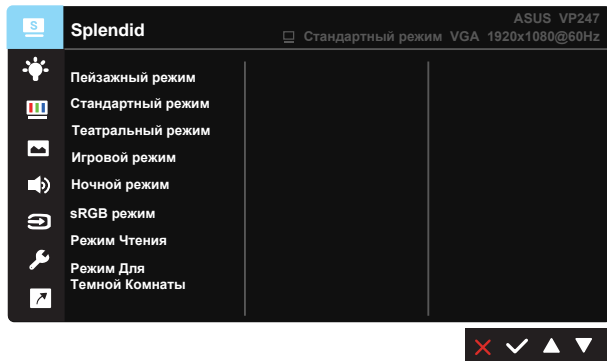 S
Splendid
ASUS VP247
Стандартный режим VGA 1920x1080@60Hz
Пейзажный режим
Стандартный режим
Театральный режим
Игровой режим
Ночной режим
sRGB режим
Режим Чтения
Режим Для
Темной Комнаты